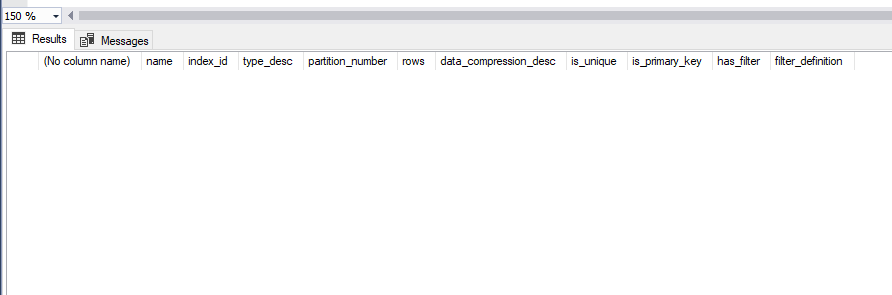 150 %
Results Messages
(No column name) name index_id type_desc partition_number rows data_compression_desc is_unique is_primary_key has_filter filter_definition